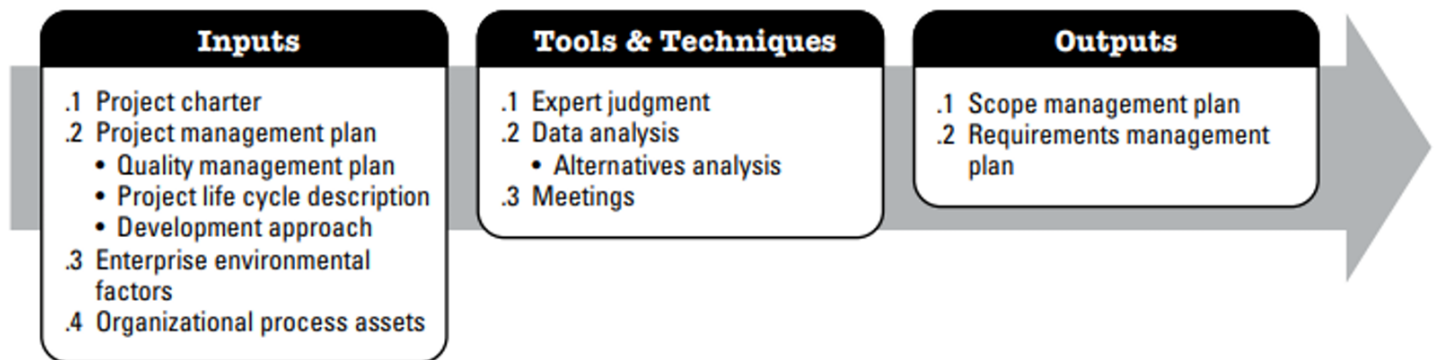 Inputs
.1 Project charter
.2 Project management plan
• Quality management plan
• Project life cycle description
• Development approach
.3 Enterprise environmental
factors
.4 Organizational process assets
Tools & Techniques
.1 Expert judgment
.2 Data analysis
• Alternatives analysis
.3 Meetings
Outputs
.1 Scope management plan
.2 Requirements management
plan